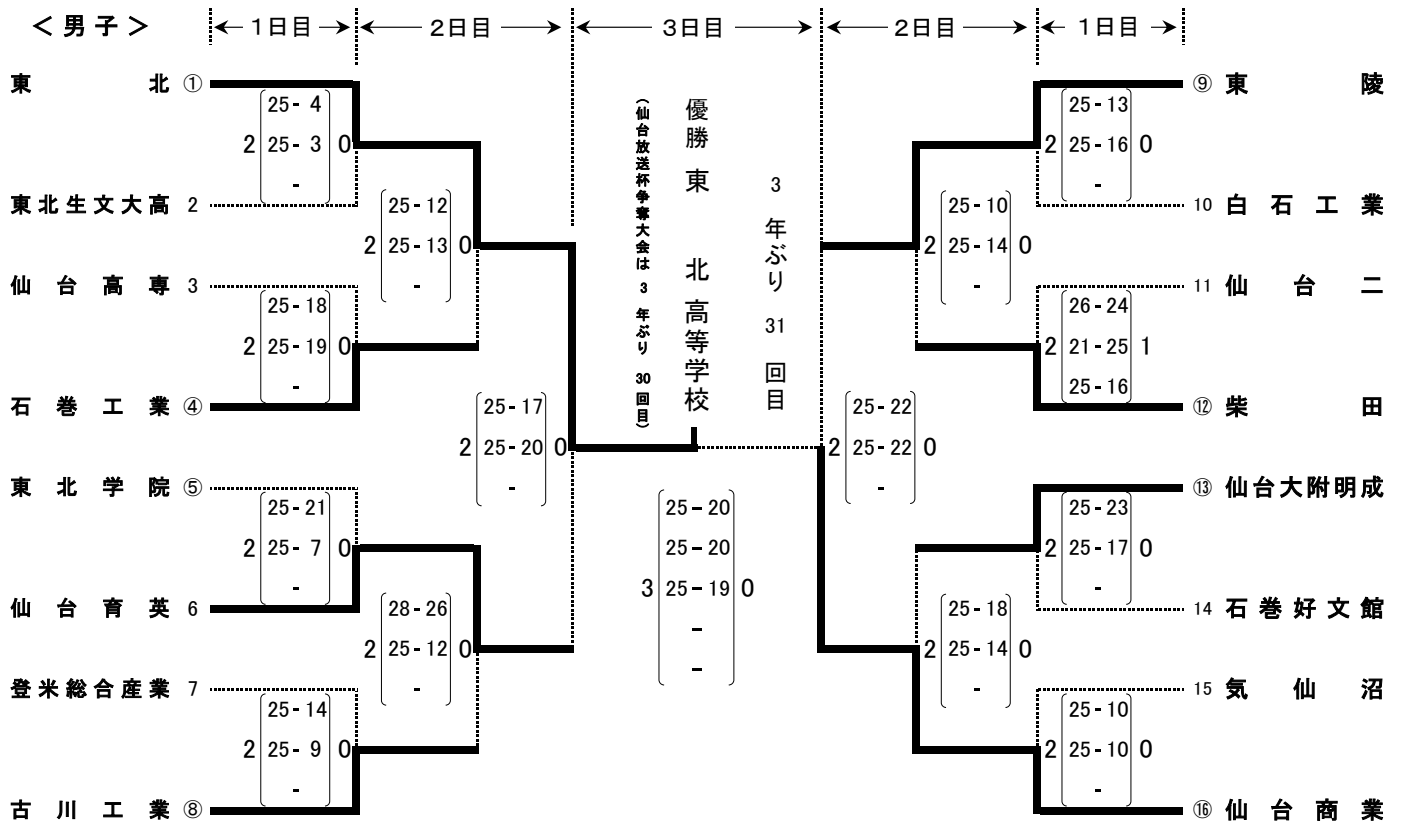 ＜男子＞
1日目
2日目
3日目
2日目
1日目
東北 ①
25-4
2 25-3 0
-
東北生文大高 2
25-12
2 25-13 0
-
仙台高専 3
25-18
2 25-19 0
-
石巻工業 ④
25-17
2 25-20 0
-
東北学院 ⑤
25-21
2 25-7 0
-
仙台育英 6
28-26
2 25-12 0
-
登米総合産業 7
25-14
2 25-9 0
-
古川工業 ⑧
3年ぶり31回目
優勝 東北高等学校
（仙台放送杯争奪大会は3年ぶり30回目）
25-20
25-20
3 25-19 0
-
-
⑨ 東陵
25-13
2 25-16 0
-
10 白石工業
25-10
2 25-14 0
-
11 仙台二
26-24
2 21-25 1
25-16
⑫ 柴田
25-22
2 25-22 0
-
⑬ 仙台大附明成
25-23
2 25-17 0
-
14 石巻好文館
25-18
2 25-14 0
-
15 気仙沼
25-10
2 25-10 0
-
⑯ 仙台商業